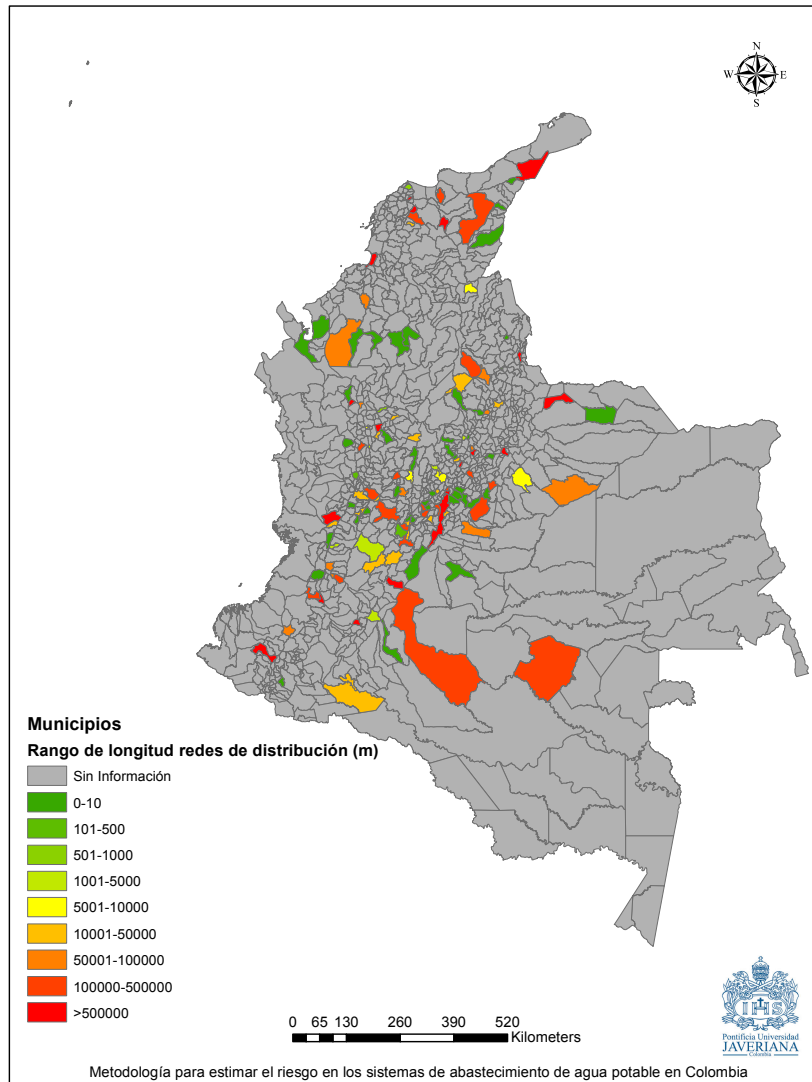 N
W E
S
Municipios
Rango de longitud redes de distribución (m)
Sin Información
0-10
101-500
501-1000
1001-5000
5001-10000
10001-50000
50001-100000
100000-500000
>500000
0 65 130 260 390 520
Kilometers
IHS
Pontificia Universidad
JAVERIANA
Colombia
Metodología para estimar el riesgo en los sistemas de abastecimiento de agua potable en Colombia